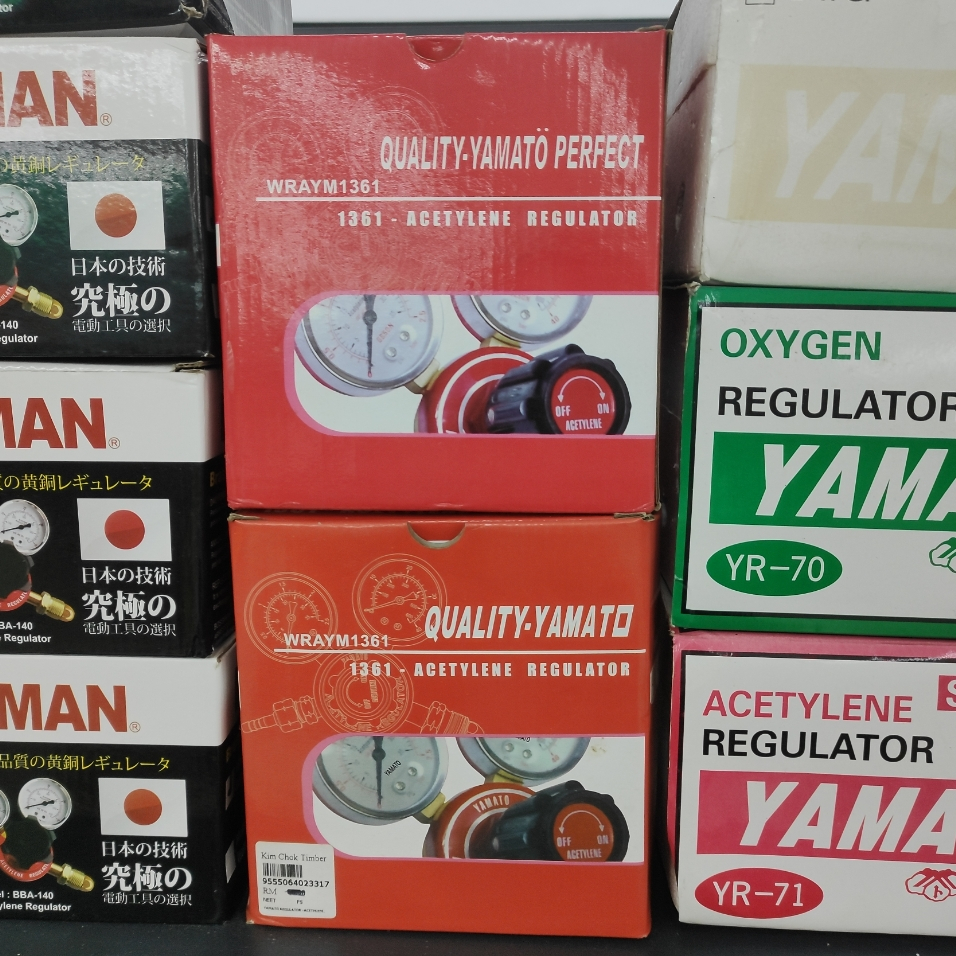 MAN®
の黄銅レギュレータ
日本の技術
究極の
電動工具の選択
-140
egulator
MAN®
の黄銅レギュレータ
日本の技術
究極の
電動工具の選択
BA-140
e Regulator
MAN®
品質の黄銅レギュレータ
日本の技術
究極の
電動工具の選択
el : BBA-140
ylene Regulator
QUALITY-YAMATÖ PERFECT
WRAYM1361
1361 - ACETYLENE REGULATOR
OFF ON
ACETYLENE
QUALITY-YAMATO
WRAYM1361
1361 - ACETYLENE REGULATOR
YAMATO
YAMATO
OFF ON
ACETYLENE
Kim Chok Timber
9555064023317
RM
YAM
OXYGEN
REGULATOR
YAMA
YR-70
ACETYLENE
REGULATOR
YAMA
YR-71